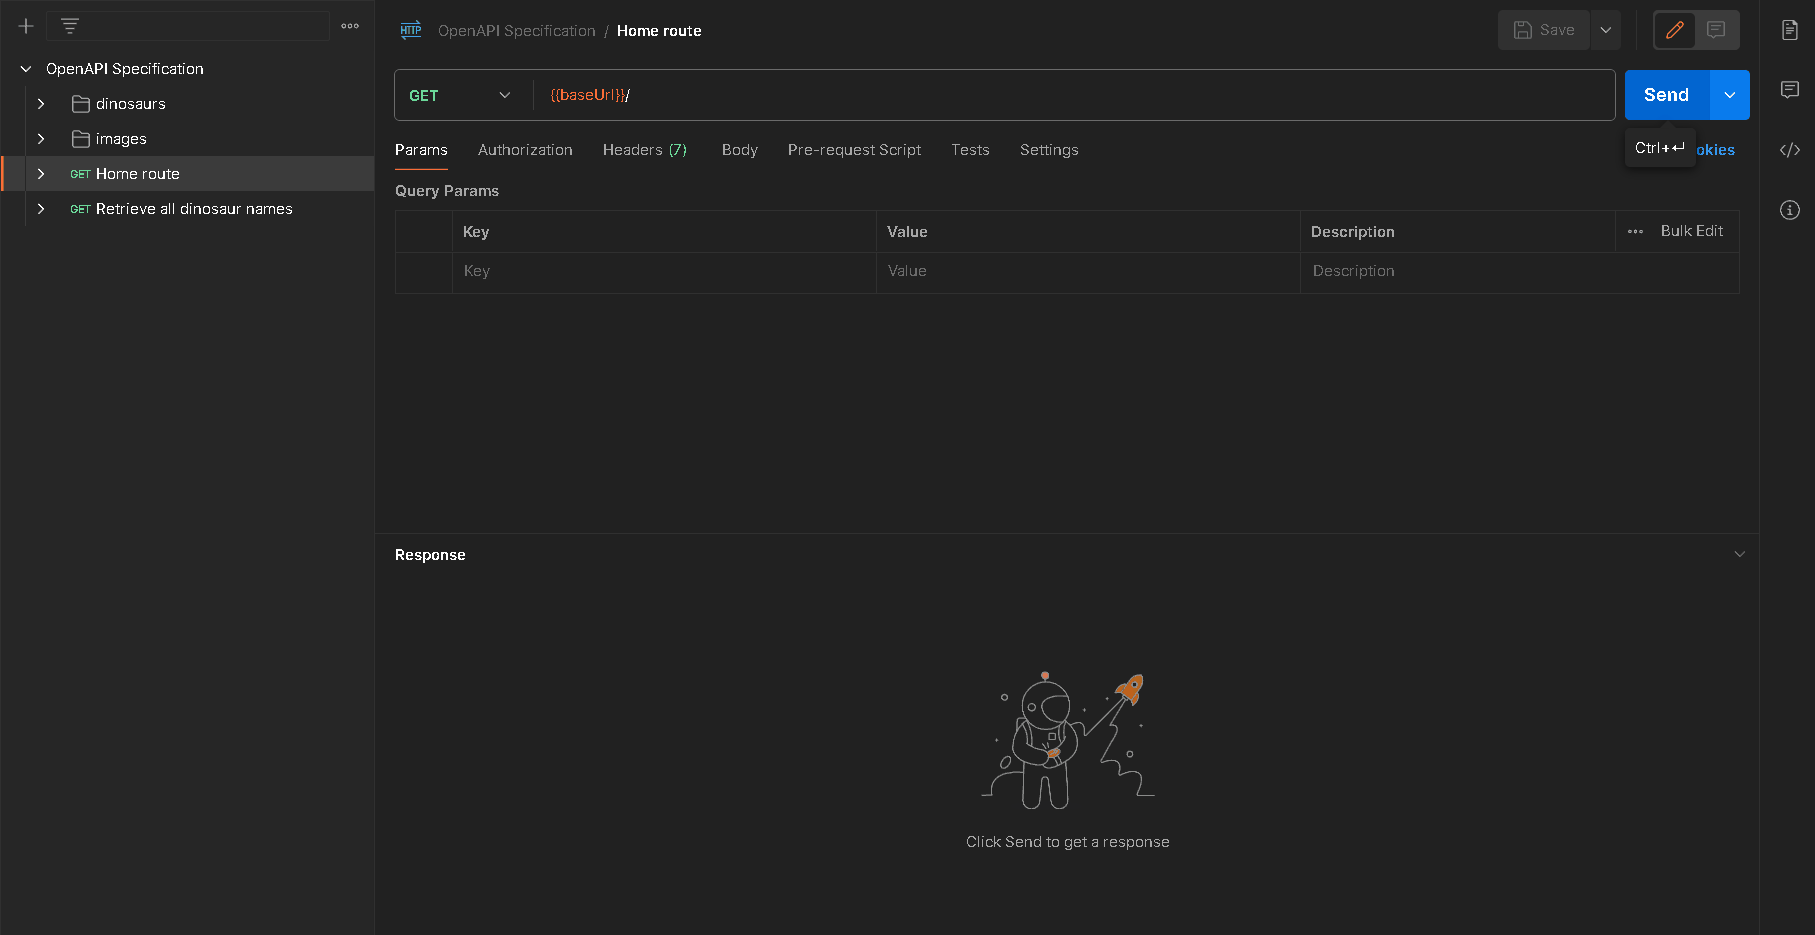 HTTP OpenAPI Specification / Home route
Save
OpenAPI Specification
dinosaurs
images
GET Home route
GET Retrieve all dinosaur names
GET {{baseUrl}}/
Send
Ctrl+↵
Params Authorization Headers (7) Body Pre-request Script Tests Settings okies
Query Params
Key Value Description ••• Bulk Edit
Key Value Description
Response
Click Send to get a response